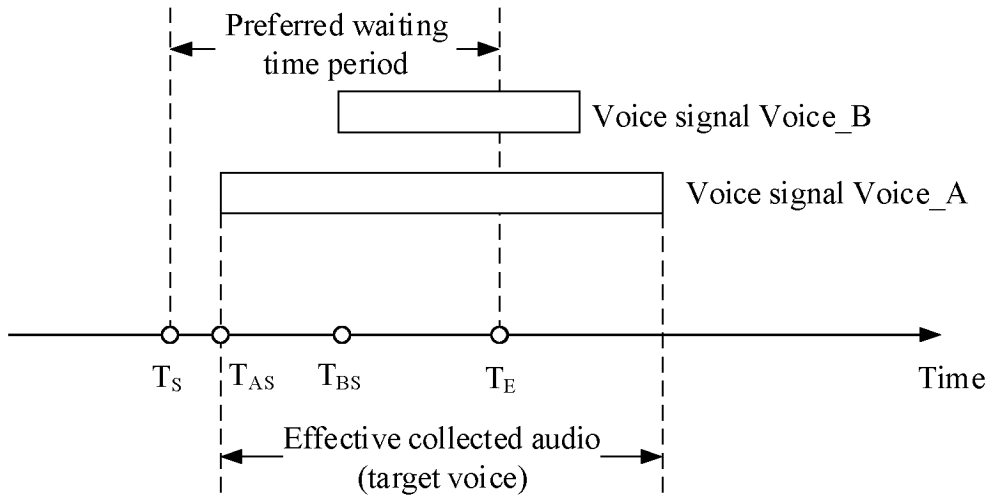 Preferred waiting
time period
Voice signal Voice_B
Voice signal Voice_A
T_S T_AS T_BS T_E Time
Effective collected audio
(target voice)